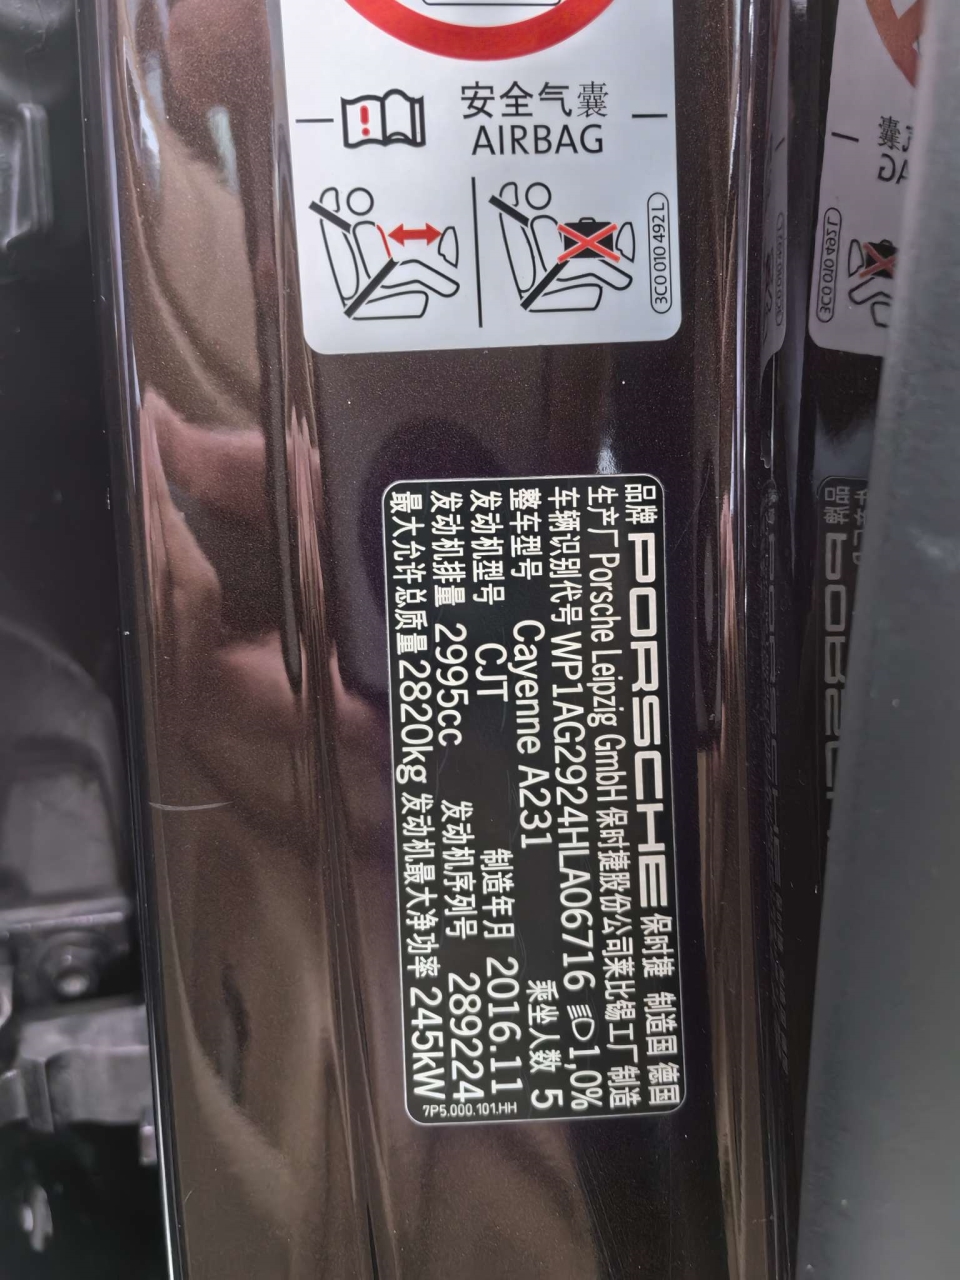 安全气囊
AIRBAG
3C0 010 492 L
品牌 PORSCHE 保时捷 制造国 德国
生产厂 Porsche Leipzig GmbH 保时捷股份公司莱比锡工厂制造
车辆识别代号 WP1AG2924HLA06716 1,0%
整车型号 Cayenne A231 乘坐人数 5
发动机型号 CJT 制造年月 2016.11
发动机排量 2995cc 发动机序列号 289224
最大允许总质量 2820kg 发动机最大净功率 245kW
7P5.000.101.HH